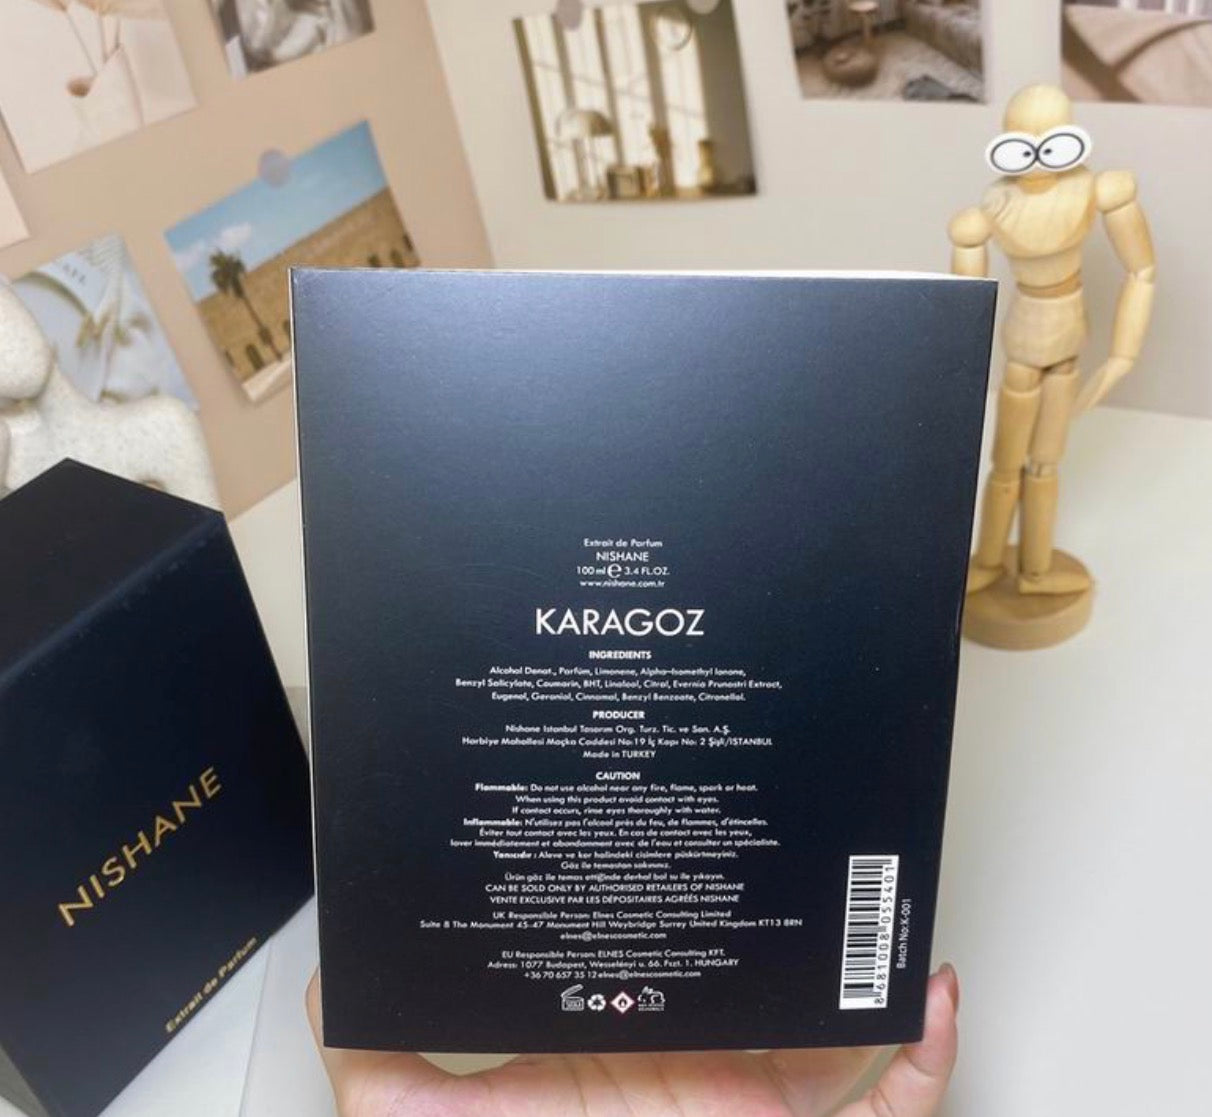 Extrait de Parfum
NISHANE
100 ml e 3.4 FL.OZ.
www.nishane.com.tr
KARAGOZ
INGREDIENTS
Alcohol Denat., Parfüm, Limonene, Alpha-Isomethyl Ionone,
Benzyl Salicylate, Coumarin, BHT, Linalool, Citral, Evernia Prunastri Extract,
Eugenol, Geraniol, Cinnamal, Benzyl Benzoate, Citronellol.
PRODUCER
Nishane Istanbul Tasarım Org. Turz. Tic. ve San. A.Ş.
Harbiye Mahallesi Maçka Caddesi No:19 İç Kapı No: 2 Şişli/ISTANBUL
Made in TURKEY
CAUTION
Flammable: Do not use alcohol near any fire, flame, spark or heat.
When using this product avoid contact with eyes.
If contact occurs, rinse eyes thoroughly with water.
Inflammable: N'utilisez pas l'alcool près du feu, de flammes, d'étincelles.
Éviter tout contact avec les yeux. En cas de contact avec les yeux,
laver immédiatement et abondamment avec de l'eau et consulter un spécialiste.
Yanıcıdır : Aleve ve kor halindeki cisimlere püskürtmeyiniz.
Göz ile temastan sakınınız.
Ürün göz ile temas ettiğinde derhal bol su ile yıkayın.
CAN BE SOLD ONLY BY AUTHORISED RETAILERS OF NISHANE
VENTE EXCLUSIVE PAR LES DÉPOSITAIRES AGRÉÉS NISHANE
UK Responsible Person: Elnes Cosmetic Consulting Limited
Suite 8 The Monument 45-47 Monument Hill Weybridge Surrey United Kingdom KT13 8RN
elnes@elnescosmetic.com
EU Responsible Person: ELNES Cosmetic Consulting KFT.
Adress: 1077 Budapest, Wesselényi u. 66. Fszt. 1. HUNGARY
+36 70 657 35 12 elnes@elnescosmetic.com
8 681008 055401
Batch No:K-001
NISHANE
Extrait de Parfum